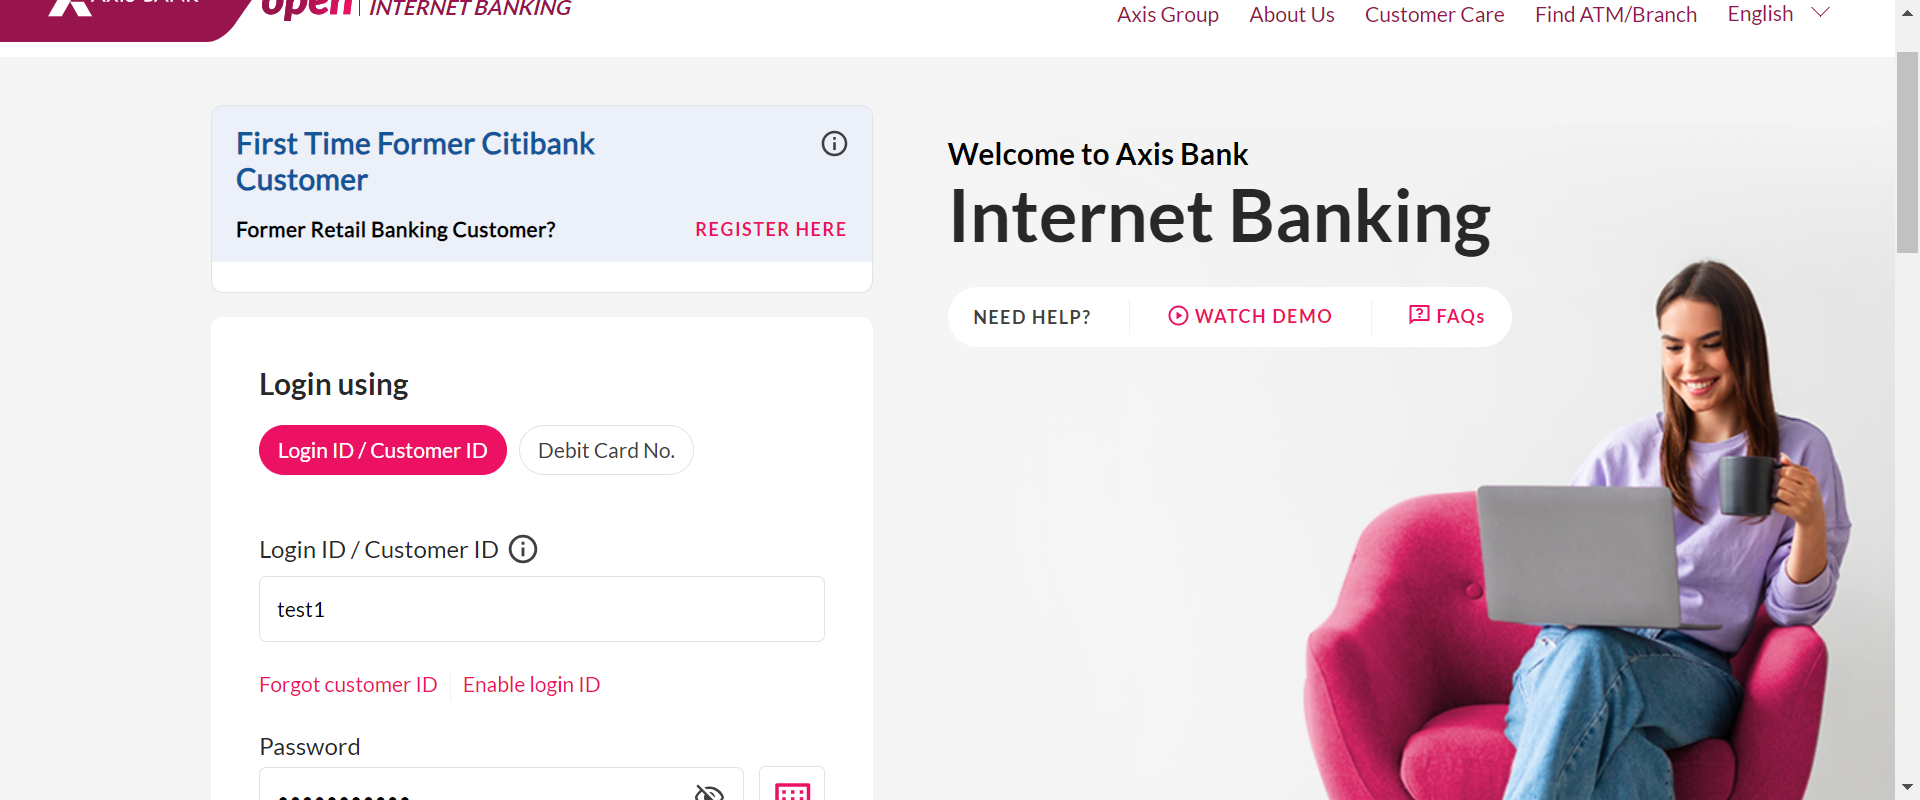 AXIS BANK
open INTERNET BANKING
Axis Group About Us Customer Care Find ATM/Branch English
First Time Former Citibank
Customer
Former Retail Banking Customer? REGISTER HERE
Welcome to Axis Bank
Internet Banking
NEED HELP? WATCH DEMO FAQs
Login using
Login ID / Customer ID Debit Card No.
Login ID / Customer ID
test1
Forgot customer ID Enable login ID
Password